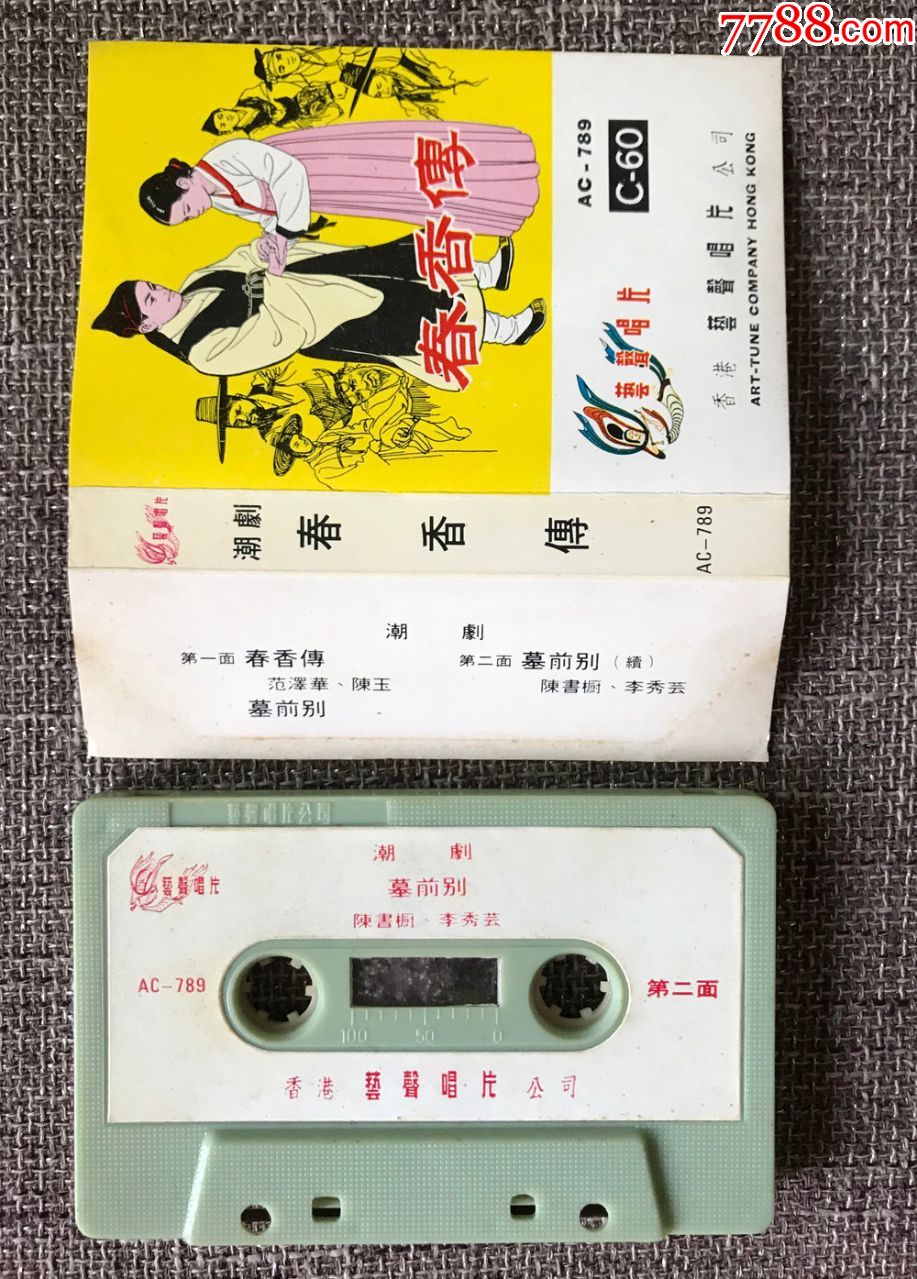 7788.com
春香傳
AC-789
C-60
藝聲唱片
香港 藝聲唱片 公司
ART-TUNE COMPANY HONG KONG
藝聲唱片
潮劇 春香傳
AC-789
潮 劇
第一面 春香傳
范澤華、陳玉
墓前別
第二面 墓前別(續)
陳書橱、李秀芸
藝聲唱片公司
潮 劇
藝聲唱片
墓前別
陳書橱、李秀芸
AC-789
第二面
100 50 0
香港 藝聲唱片 公司